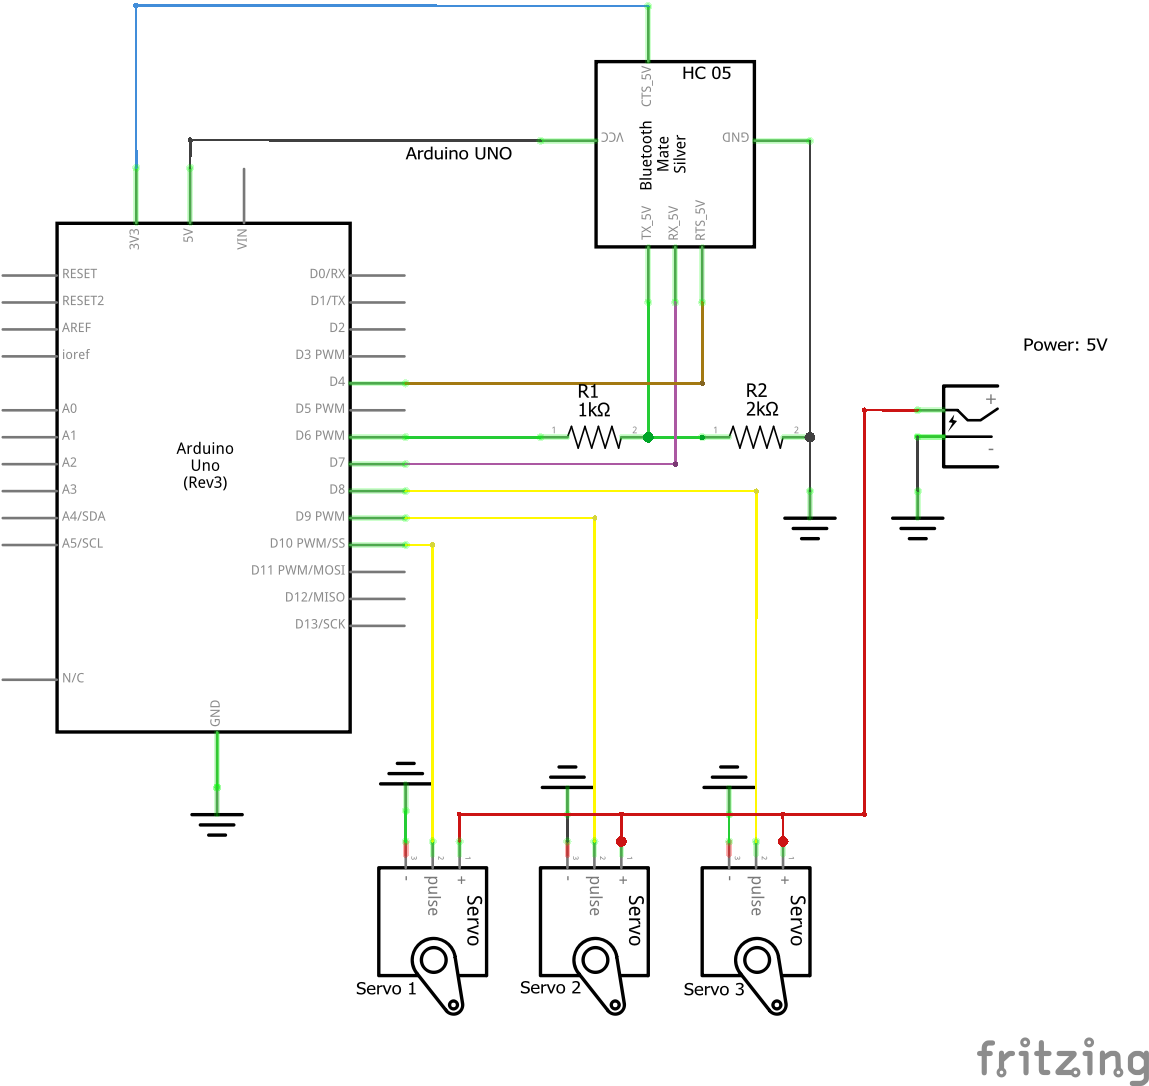 CTS_5V
HC 05
VCC
GND
Bluetooth
Mate
Silver
TX_5V
RX_5V
RTS_5V
Arduino UNO
3V3
5V
VIN
RESET
RESET2
AREF
ioref
A0
A1
A2
A3
A4/SDA
A5/SCL
N/C
D0/RX
D1/TX
D2
D3 PWM
D4
D5 PWM
D6 PWM
D7
D8
D9 PWM
D10 PWM/SS
D11 PWM/MOSI
D12/MISO
D13/SCK
Arduino
Uno
(Rev3)
GND
R1
1kΩ
1
2
R2
2kΩ
1
2
Power: 5V
+
-
3
2
1
-
pulse
+
Servo
Servo 1
3
2
1
-
pulse
+
Servo
Servo 2
3
2
1
-
pulse
+
Servo
Servo 3
fritzing